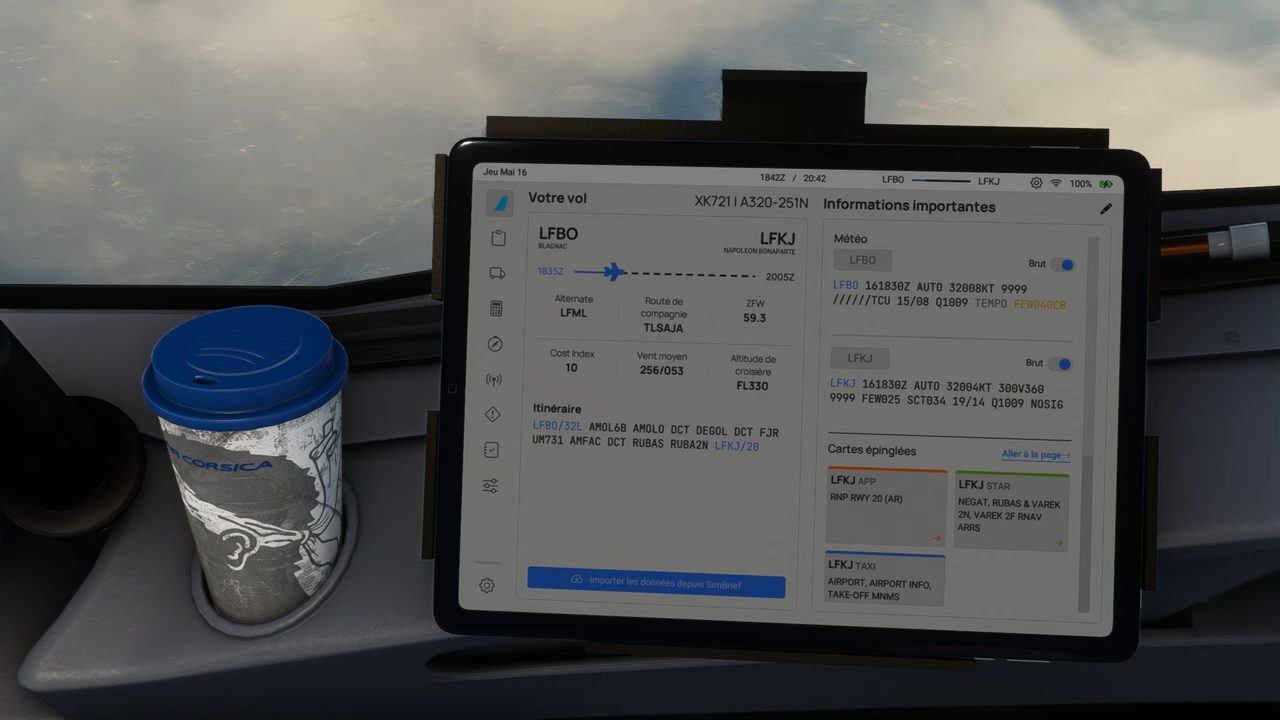 Jeu Mai 16
1842Z / 20:42
LFBO LFKJ
100%
Votre vol
XK721 | A320-251N
LFBO
BLAGNAC
LFKJ
NAPOLEON BONAPARTE
1835Z
2005Z
Alternate
LFML
Route de
compagnie
TLSAJA
ZFW
59.3
Cost Index
10
Vent moyen
256/053
Altitude de
croisière
FL330
Itinéraire
LFBO/32L AMOL6B AMOLO DCT DEGOL DCT FJR
UM731 AMFAC DCT RUBAS RUBA2N LFKJ/20
Importer les données depuis SimBrief
Informations importantes
Météo
LFBO
Brut
LFBO 161830Z AUTO 32008KT 9999
//////TCU 15/08 Q1009 TEMPO FEW040CB
LFKJ
Brut
LFKJ 161830Z AUTO 32004KT 300V360
9999 FEW025 SCT034 19/14 Q1009 NOSIG
Cartes épinglées
Aller à la page→
LFKJ APP
RNP RWY 20 (AR)
→
LFKJ STAR
NEGAT, RUBAS & VAREK
2N, VAREK 2F RNAV
ARRS
→
LFKJ TAXI
AIRPORT, AIRPORT INFO,
TAKE-OFF MNMS
CORSICA